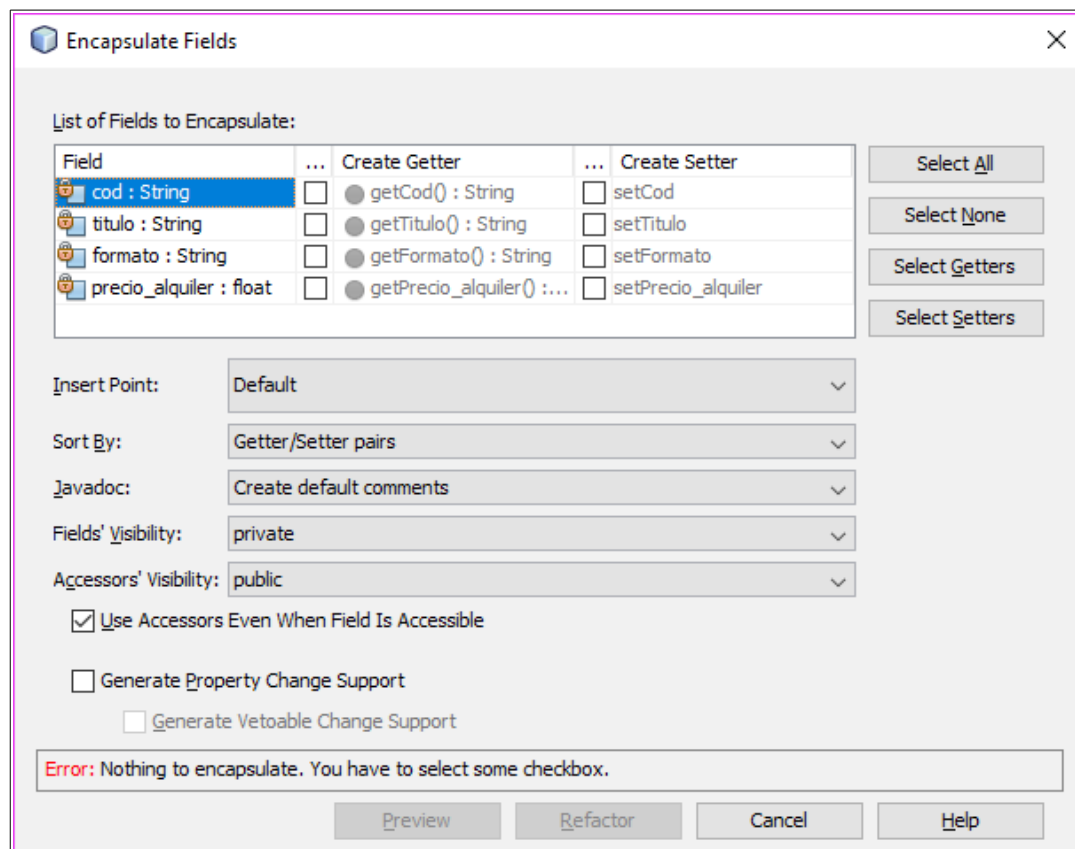 Encapsulate Fields
List of Fields to Encapsulate:
Field ... Create Getter ... Create Setter
cod : String getCod() : String setCod
titulo : String getTitulo() : String setTitulo
formato : String getFormato() : String setFormato
precio_alquiler : float getPrecio_alquiler() :... setPrecio_alquiler
Select All
Select None
Select Getters
Select Setters
Insert Point: Default
Sort By: Getter/Setter pairs
Javadoc: Create default comments
Fields' Visibility: private
Accessors' Visibility: public
Use Accessors Even When Field Is Accessible
Generate Property Change Support
Generate Vetoable Change Support
Error: Nothing to encapsulate. You have to select some checkbox.
Preview Refactor Cancel Help